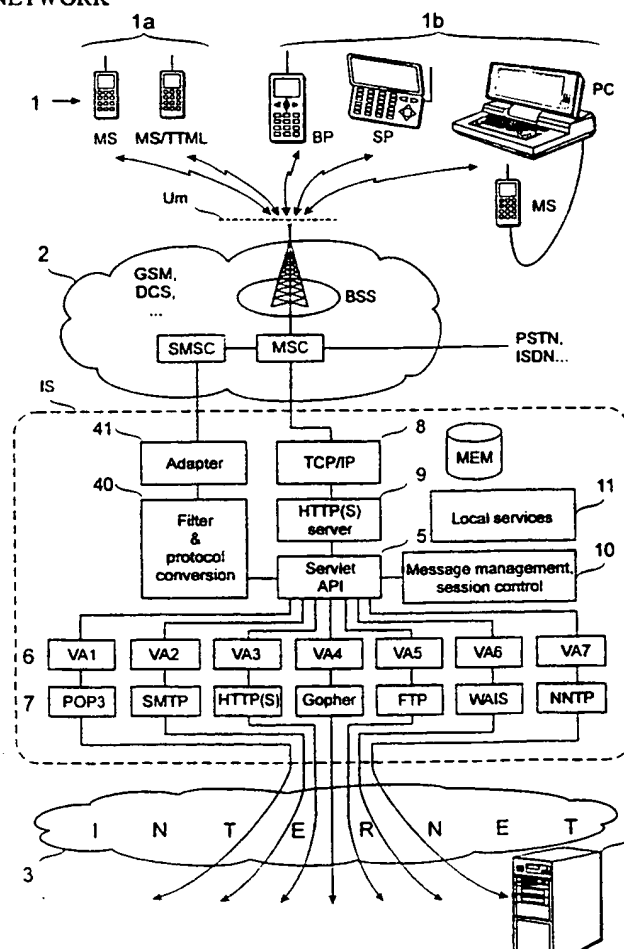 NETWORK
1a
1b
1
MS
MS/TTML
BP
SP
PC
MS
Um
2
GSM,
DCS,
...
BSS
SMSC
MSC
PSTN,
ISDN...
IS
41
8
Adapter
TCP/IP
MEM
40
9
11
Filter
&
protocol
conversion
HTTP(S)
server
Local services
5
10
Servlet
API
Message management,
session control
6
VA1
VA2
VA3
VA4
VA5
VA6
VA7
7
POP3
SMTP
HTTP(S)
Gopher
FTP
WAIS
NNTP
I N T E R N E T
3